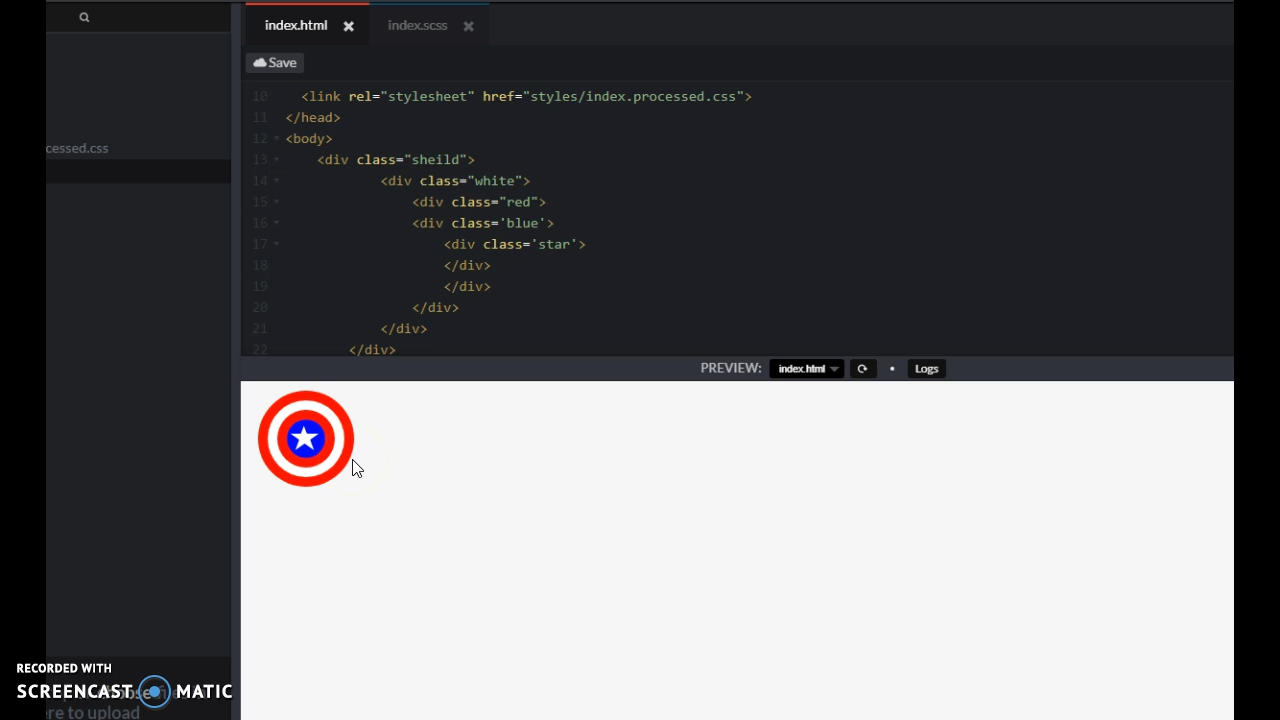 index.html
index.scss
Save
10 <link rel="stylesheet" href="styles/index.processed.css">
11 </head>
12 <body>
cessed.css
13 <div class="sheild">
14 <div class="white">
15 <div class="red">
16 <div class='blue'>
17 <div class='star'>
18 </div>
19 </div>
20 </div>
21 </div>
22 </div>
PREVIEW: index.html Logs
RECORDED WITH
SCREENCAST MATIC
ere to upload